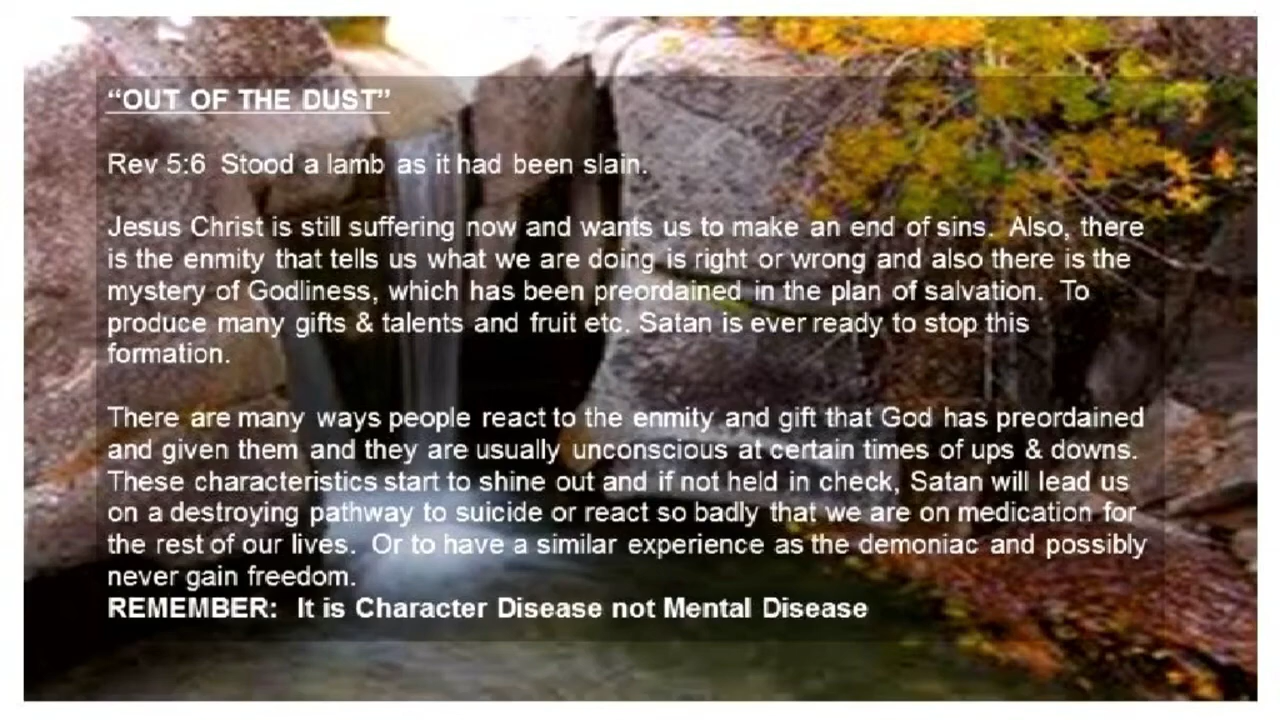 “OUT OF THE DUST”
Rev 5:6 Stood a lamb as it had been slain.
Jesus Christ is still suffering now and wants us to make an end of sins. Also, there
is the enmity that tells us what we are doing is right or wrong and also there is the
mystery of Godliness, which has been preordained in the plan of salvation. To
produce many gifts & talents and fruit etc. Satan is ever ready to stop this
formation.
There are many ways people react to the enmity and gift that God has preordained
and given them and they are usually unconscious at certain times of ups & downs.
These characteristics start to shine out and if not held in check, Satan will lead us
on a destroying pathway to suicide or react so badly that we are on medication for
the rest of our lives. Or to have a similar experience as the demoniac and possibly
never gain freedom.
REMEMBER: It is Character Disease not Mental Disease